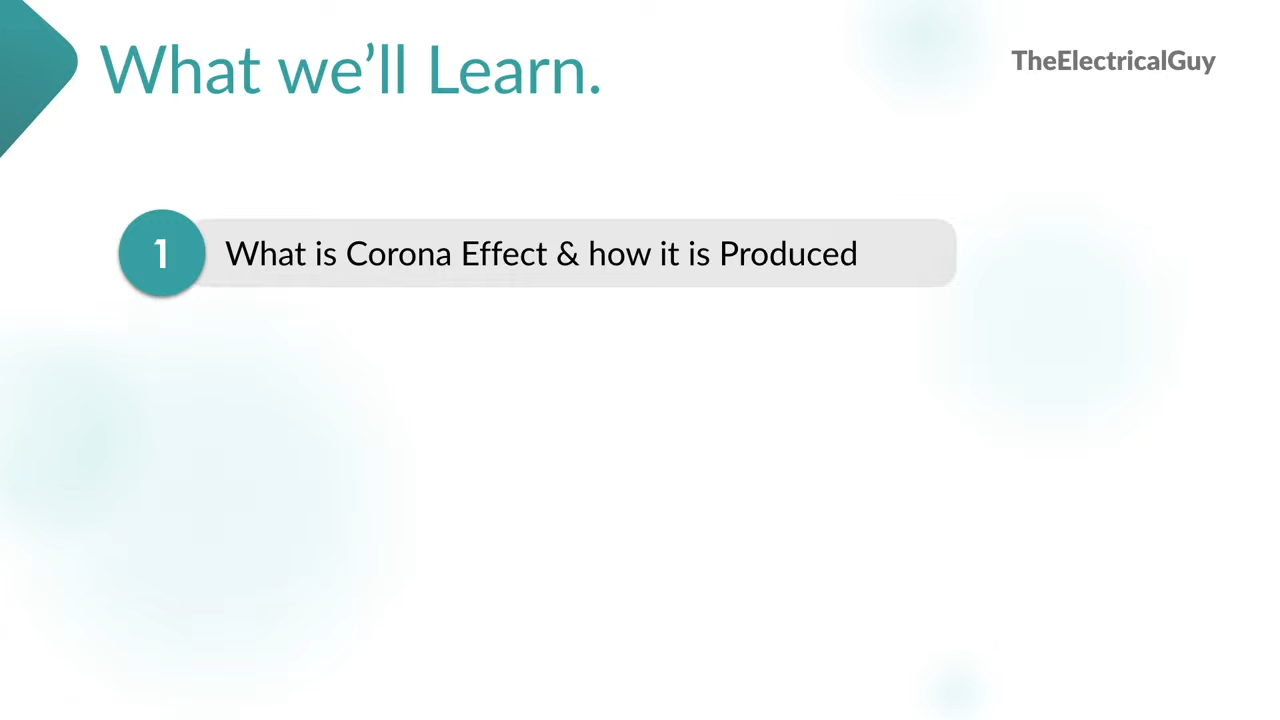 What we’ll Learn.
TheElectricalGuy
1
What is Corona Effect & how it is Produced